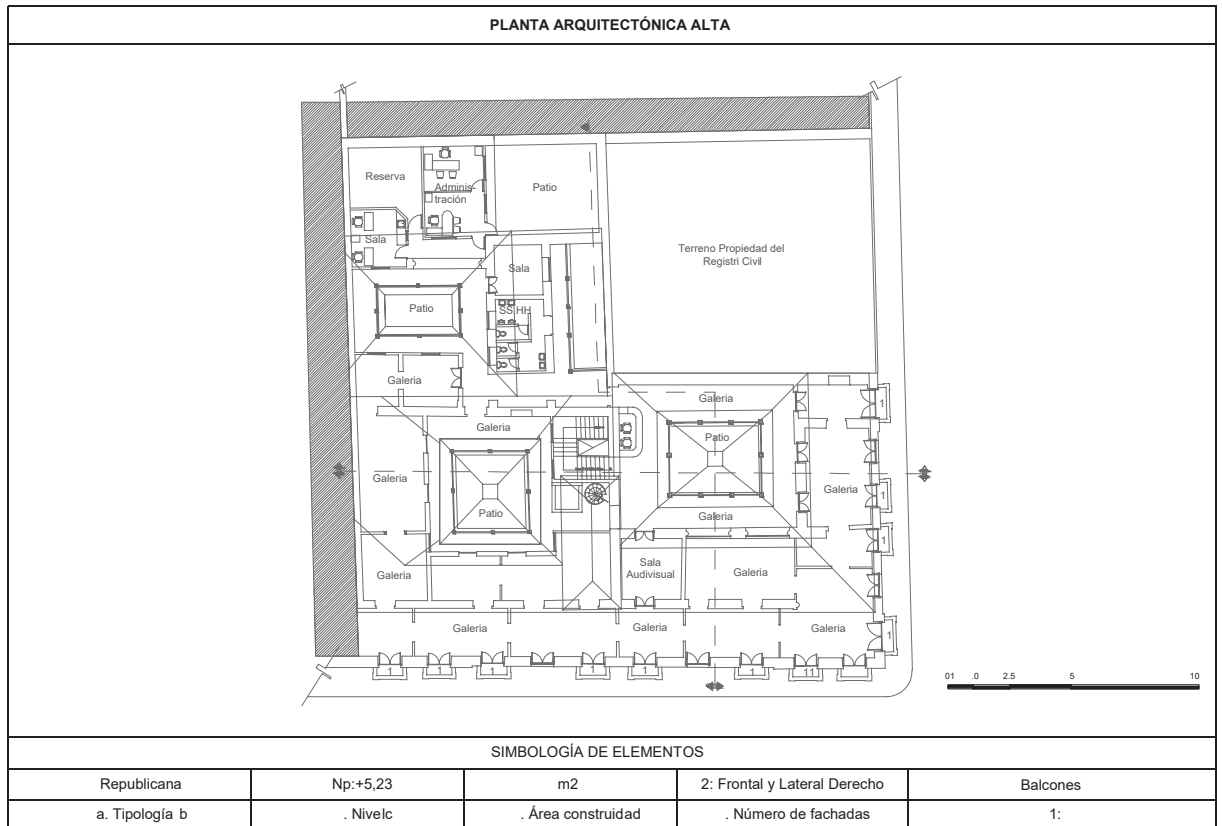 PLANTA ARQUITECTÓNICA ALTA
Reserva
Adminis-
tración
Patio
Sala
Terreno Propiedad del
Registri Civil
Sala
Patio
SS.HH
Galeria
Galeria
Galeria
1
Patio
Galeria
Galeria
1
Patio
Galeria
1
Sala
Audivisual
Galeria
Galeria
Galeria
Galeria
Galeria
1
1
1
1
1
1
1
11
01 .0 2.5 5 10
SIMBOLOGÍA DE ELEMENTOS
Republicana Np:+5,23 m2 2: Frontal y Lateral Derecho Balcones
a. Tipología b . Nivelc . Área construidad . Número de fachadas 1: